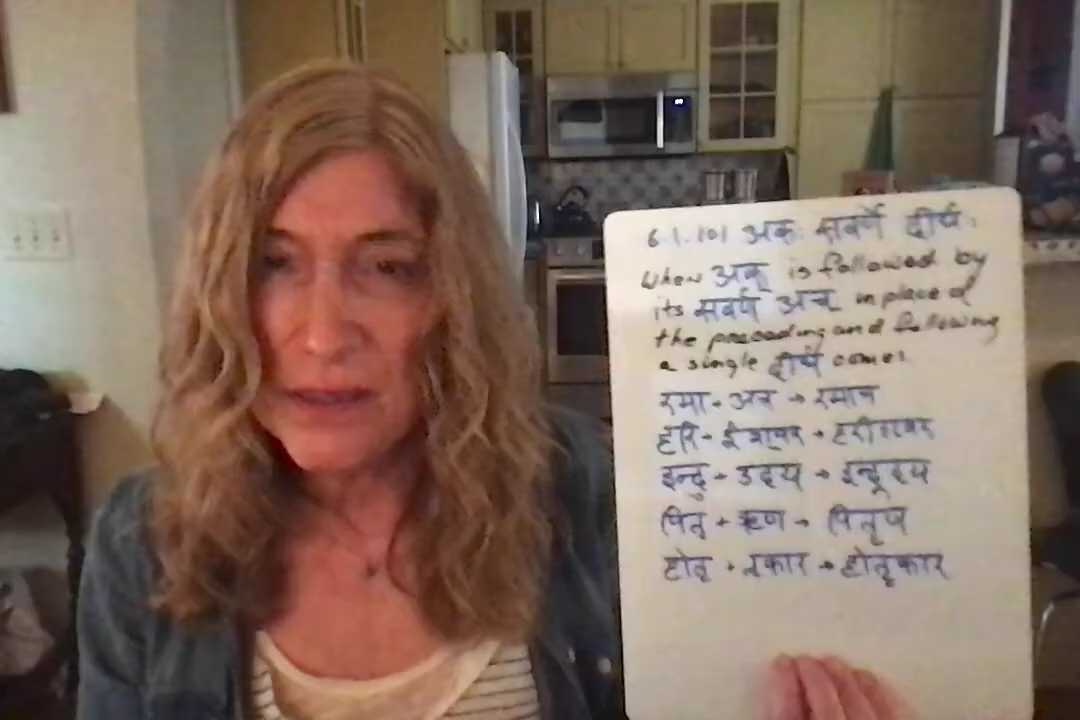 6.1.101 अकः सवर्णे दीर्घः
When अक् is followed by
its सवर्ण अच् in place of
the preceding and following
a single दीर्घ comes.
रमा + अत्र → रमात्र
हरि + ईश्वर → हरीश्वर
इन्दु + उदय → इन्दूदय
पितृ + ऋण → पितॄण
होतृ + ऌकार → होतॄकार